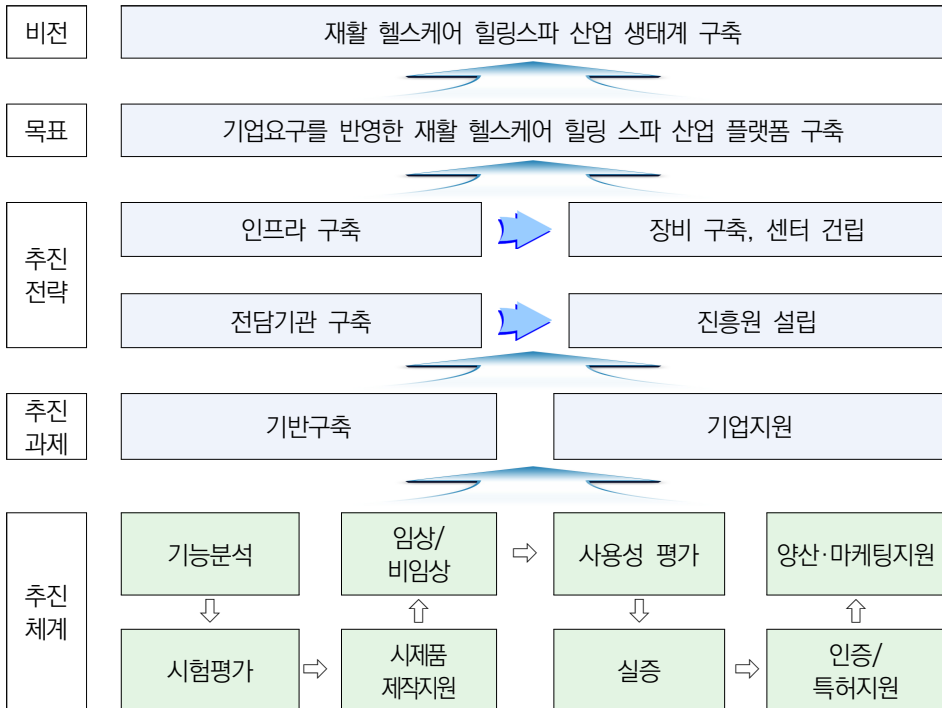 비전
재활 헬스케어 힐링스파 산업 생태계 구축
목표
기업요구를 반영한 재활 헬스케어 힐링 스파 산업 플랫폼 구축
추진
전략
인프라 구축
장비 구축, 센터 건립
전담기관 구축
진흥원 설립
추진
과제
기반구축
기업지원
추진
체계
기능분석
임상/
비임상
사용성 평가
양산·마케팅지원
시험평가
시제품
제작지원
실증
인증/
특허지원